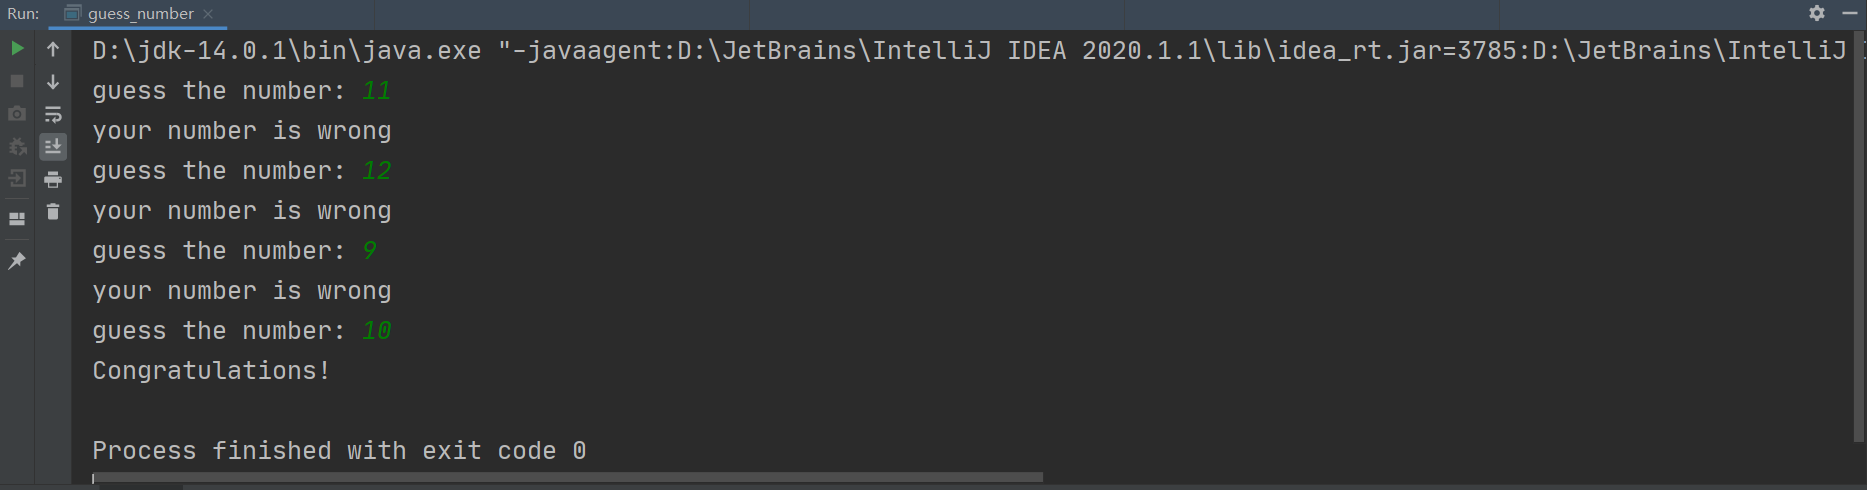 Run: guess_number
D:\jdk-14.0.1\bin\java.exe "-javaagent:D:\JetBrains\IntelliJ IDEA 2020.1.1\lib\idea_rt.jar=3785:D:\JetBrains\IntelliJ
guess the number: 11
your number is wrong
guess the number: 12
your number is wrong
guess the number: 9
your number is wrong
guess the number: 10
Congratulations!
Process finished with exit code 0